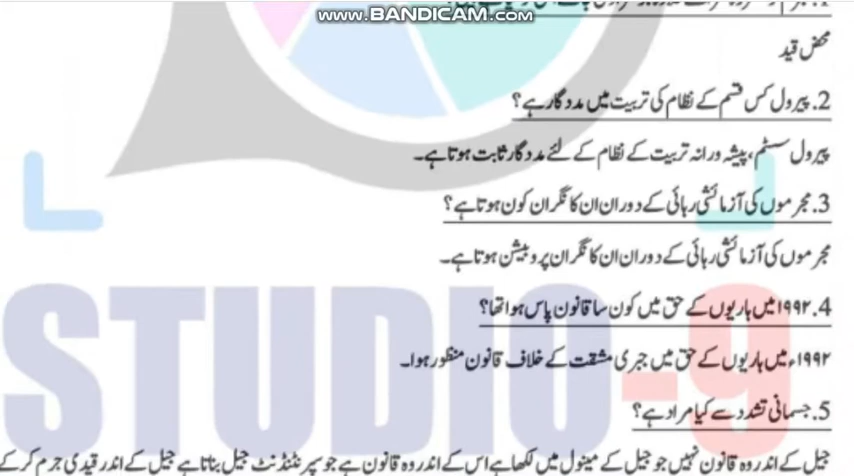 www.BANDICAM.com
محض قید
2. پیرول کس قسم کے نظام کی تربیت میں مددگار ہے؟
پیرول سسٹم، پیشہ ورانہ تربیت کے نظام کے لئے مددگار ثابت ہوتا ہے۔
3. مجرموں کی آزمائشی رہائی کے دوران ان کا نگران کون ہوتا ہے؟
مجرموں کی آزمائشی رہائی کے دوران ان کا نگران پروبیشن ہوتا ہے۔
4. ۱۹۹۲ میں ہاریوں کے حق میں کون سا قانون پاس ہوا تھا؟
۱۹۹۲ء میں ہاریوں کے حق میں جبری مشقت کے خلاف قانون منظور ہوا۔
5. جسمانی تشدد سے کیا مراد ہے؟
جیل کے اندر وہ قانون نہیں جو جیل کے مینول میں لکھا ہے اس کے اندر وہ قانون ہے جو سپرنٹنڈنٹ جیل بناتا ہے جیل کے اندر قیدی جرم کر کے
STUDIO-9